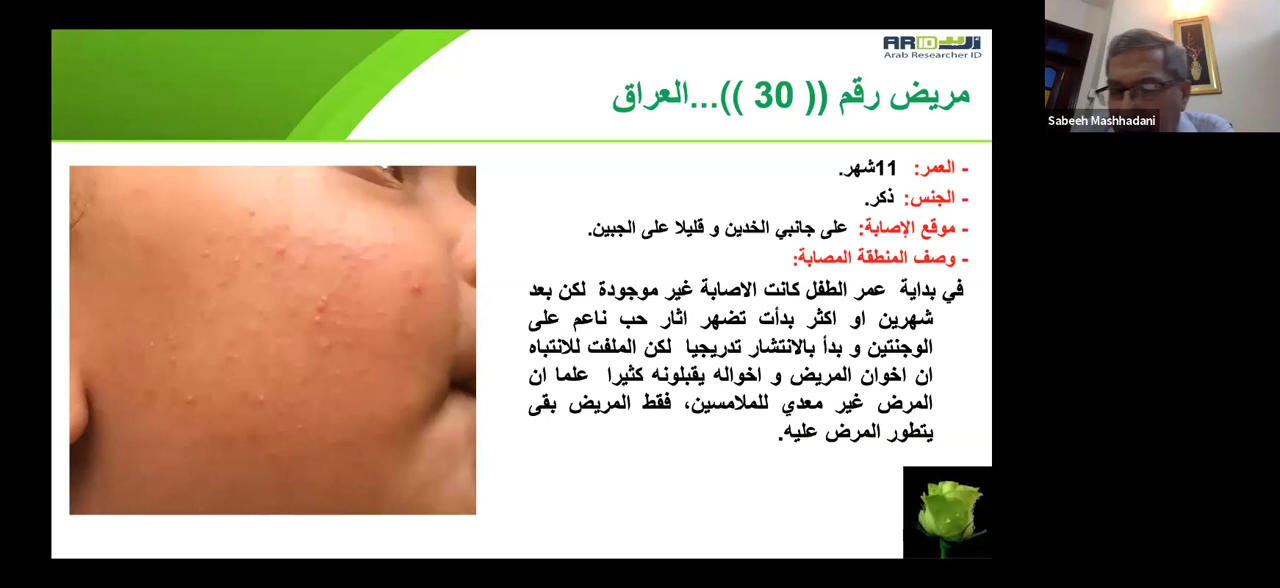 ARID أريد
Arab Researcher ID
مريض رقم (( 30 ))...العراق
Sabeeh Mashhadani
- العمر: 11شهر.
- الجنس: ذكر.
- موقع الإصابة: على جانبي الخدين و قليلا على الجبين.
- وصف المنطقة المصابة:
في بداية عمر الطفل كانت الاصابة غير موجودة لكن بعد
شهرين او اكثر بدأت تضهر اثار حب ناعم على
الوجنتين و بدأ بالانتشار تدريجيا لكن الملفت للانتباه
ان اخوان المريض و اخواله يقبلونه كثيرا علما ان
المرض غير معدي للملامسين، فقط المريض بقى
يتطور المرض عليه.